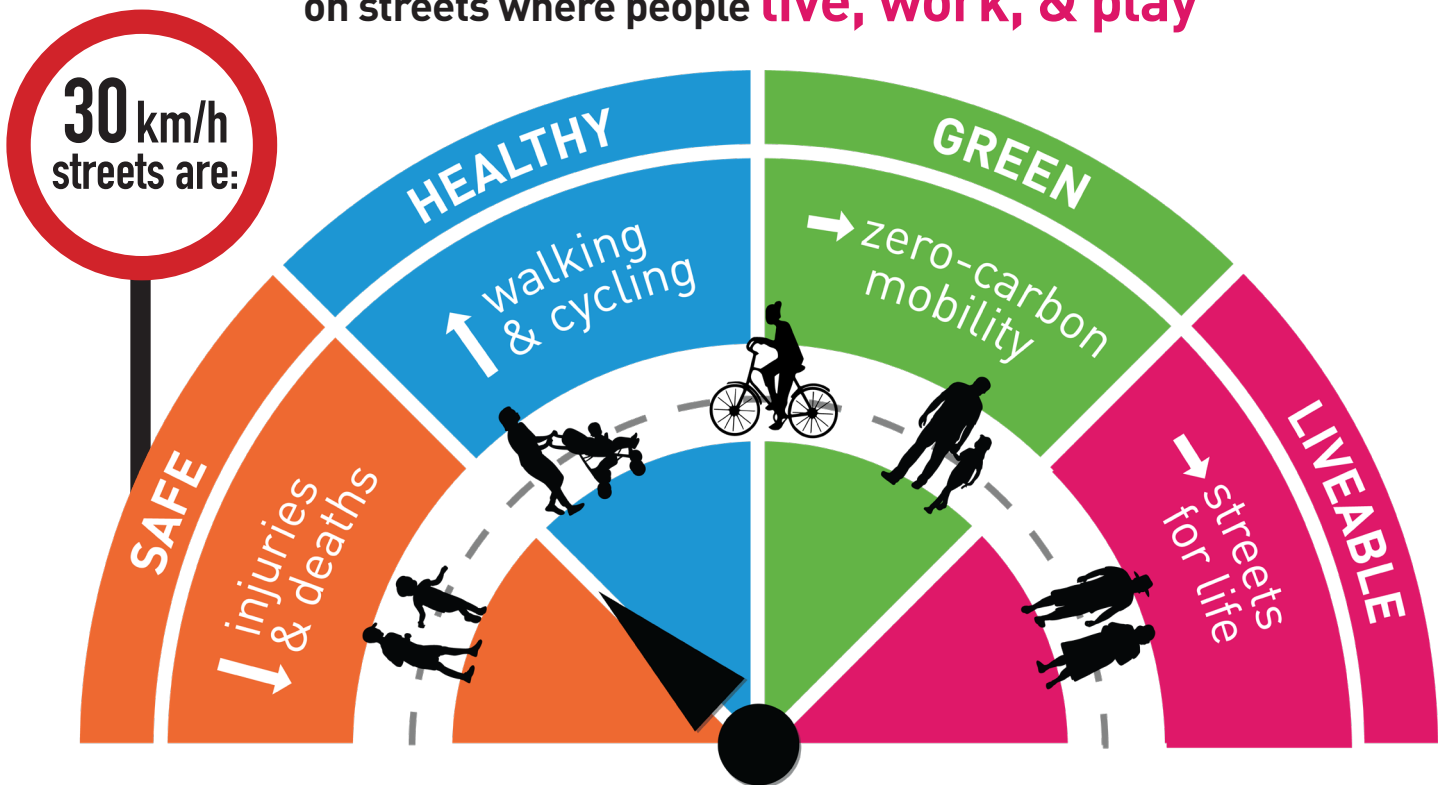 on streets where people live, work, & play
30 km/h
streets are:
SAFE
injuries
& deaths
HEALTHY
walking
& cycling
GREEN
zero-carbon
mobility
LIVEABLE
streets
for life